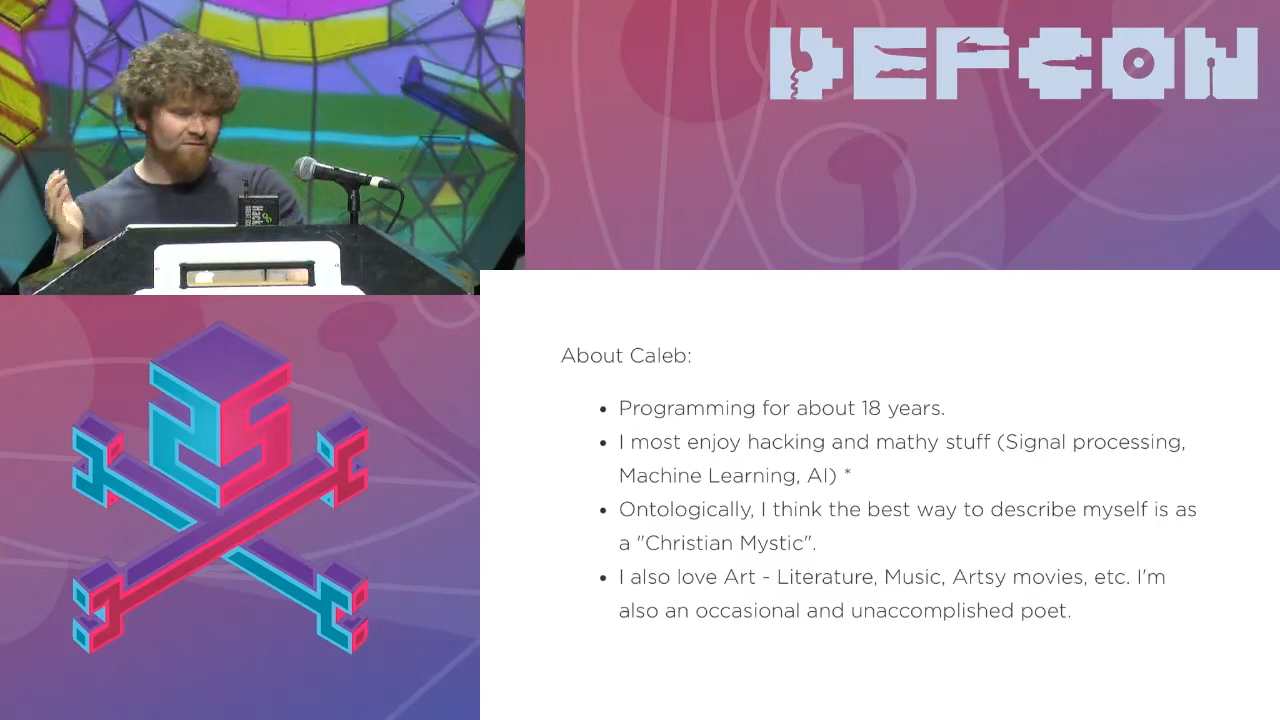 DEFCON
Hack
25
About Caleb:
• Programming for about 18 years.
• I most enjoy hacking and mathy stuff (Signal processing,
Machine Learning, AI) *
• Ontologically, I think the best way to describe myself is as
a "Christian Mystic".
• I also love Art - Literature, Music, Artsy movies, etc. I'm
also an occasional and unaccomplished poet.